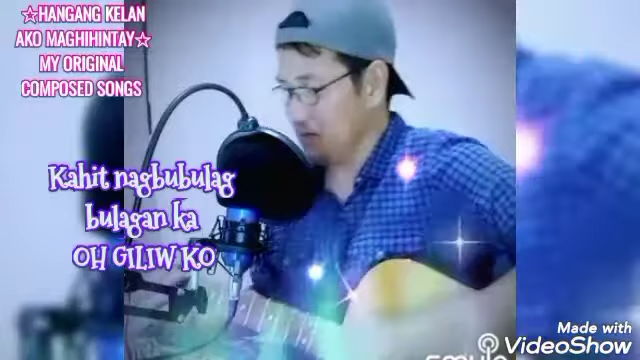 ☆HANGANG KELAN
AKO MAGHIHINTAY☆
MY ORIGINAL
COMPOSED SONGS
Kahit nagbubulag
bulagan ka
OH GILIW KO
Made with
VideoShow